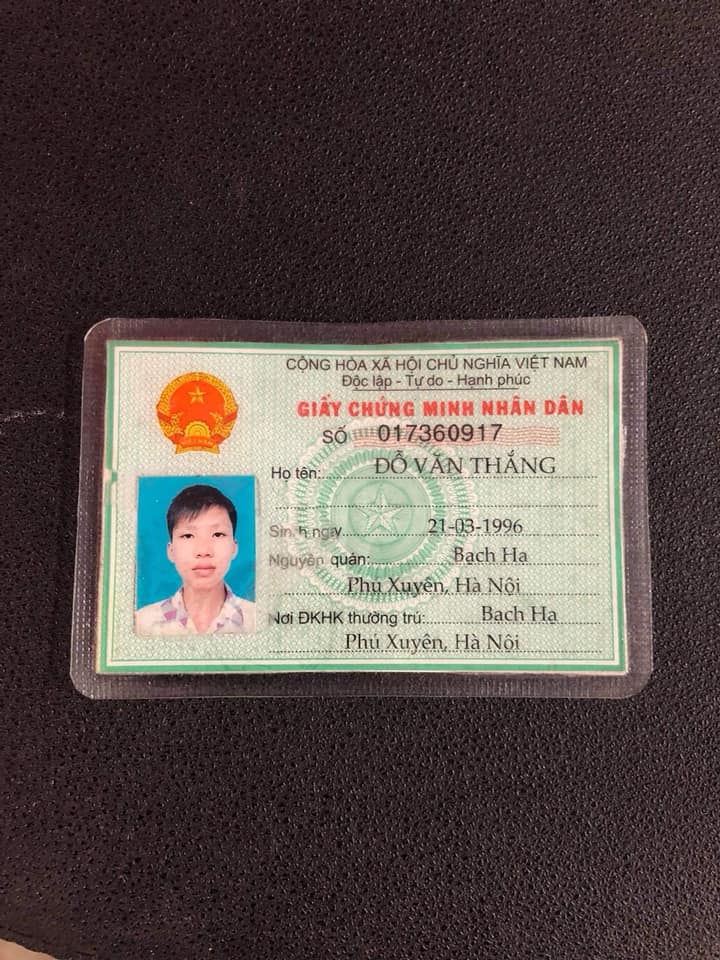 CỘNG HÒA XÃ HỘI CHỦ NGHĨA VIỆT NAM
Độc lập - Tự do - Hạnh phúc
GIẤY CHỨNG MINH NHÂN DÂN
SỐ 017360917
Họ tên: ĐỖ VĂN THẮNG
Sinh ngày 21-03-1996
Nguyên quán: Bạch Hạ
Phú Xuyên, Hà Nội
Nơi ĐKHK thường trú: Bạch Hạ
Phú Xuyên, Hà Nội
VIỆT NAM